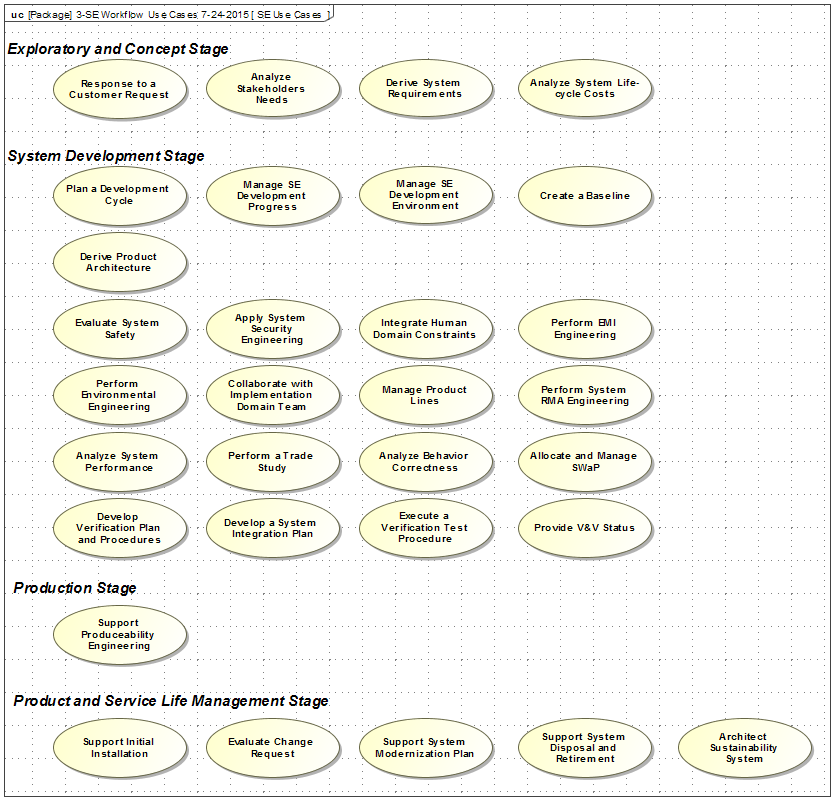 uc [Package] 3-SE Workflow Use Cases 7-24-2015 [ SE Use Cases ]
Exploratory and Concept Stage
Response to a
Customer Request
Analyze
Stakeholders
Needs
Derive System
Requirements
Analyze System Life-
cycle Costs
System Development Stage
Plan a Development
Cycle
Manage SE
Development
Progress
Manage SE
Development
Environment
Create a Baseline
Derive Product
Architecture
Evaluate System
Safety
Apply System
Security
Engineering
Integrate Human
Domain Constraints
Perform EMI
Engineering
Perform
Environmental
Engineering
Collaborate with
Implementation
Domain Team
Manage Product
Lines
Perform System
RMA Engineering
Analyze System
Performance
Perform a Trade
Study
Analyze Behavior
Correctness
Allocate and Manage
SWaP
Develop
Verification Plan
and Procedures
Develop a System
Integration Plan
Execute a
Verification Test
Procedure
Provide V&V Status
Production Stage
Support
Produceability
Engineering
Product and Service Life Management Stage
Support Initial
Installation
Evaluate Change
Request
Support System
Modernization Plan
Support System
Disposal and
Retirement
Architect
Sustainability
System